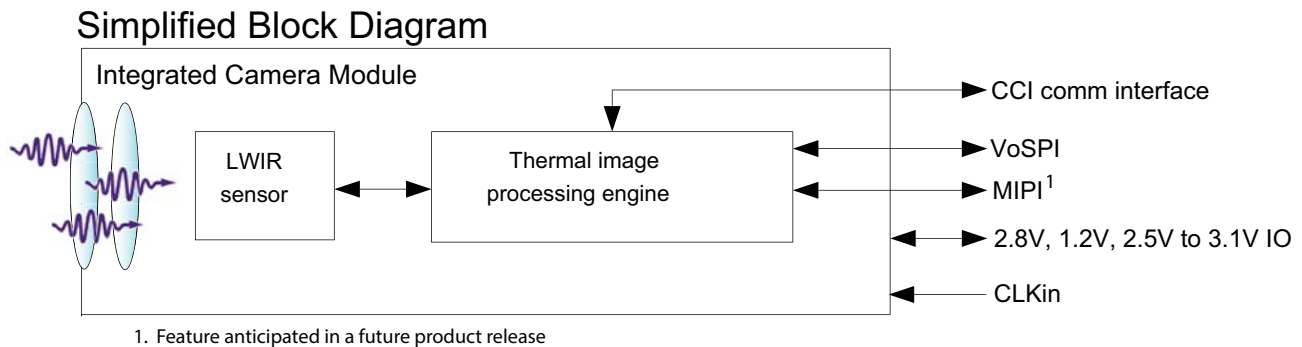 Simplified Block Diagram
Integrated Camera Module
LWIR
sensor
Thermal image
processing engine
CCI comm interface
VoSPI
MIPI1
2.8V, 1.2V, 2.5V to 3.1V IO
CLKin
1. Feature anticipated in a future product release